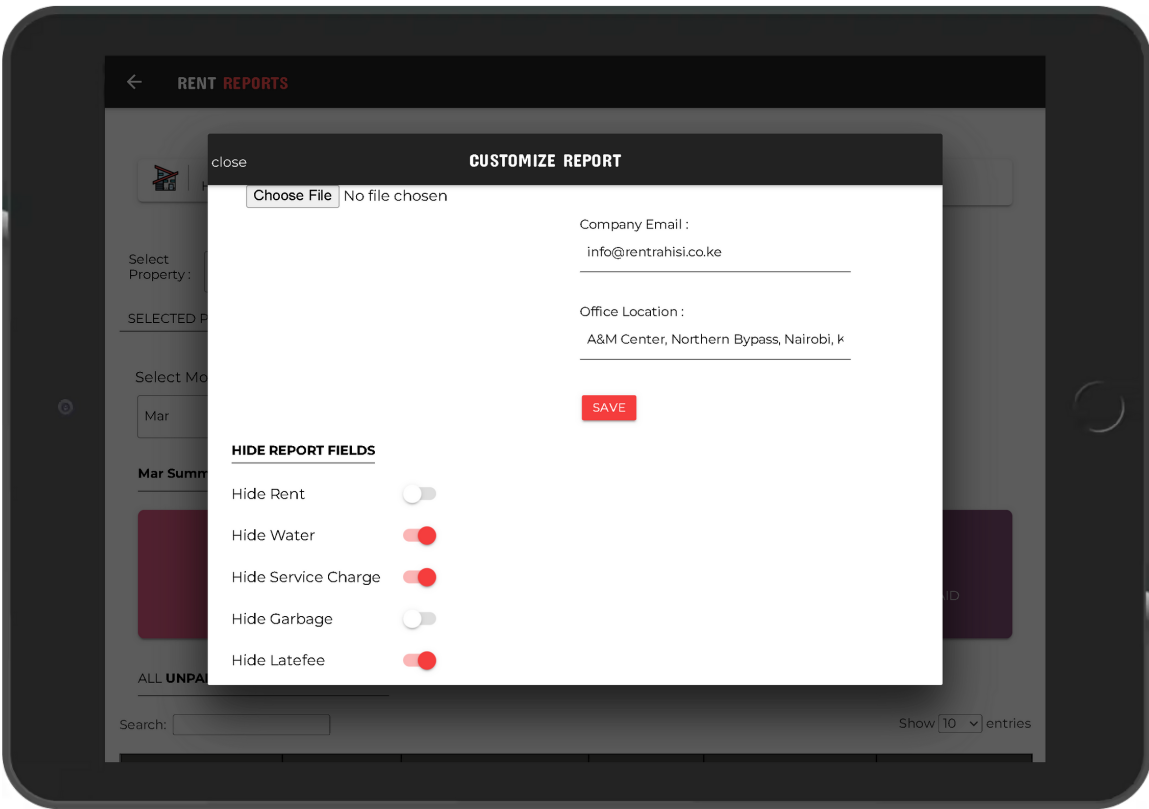 RENT REPORTS
close
CUSTOMIZE REPORT
Choose File No file chosen
Company Email :
info@rentrahisi.co.ke
Select
Property :
Office Location :
SELECTED P
A&M Center, Northern Bypass, Nairobi, K
Select Mo
Mar
SAVE
HIDE REPORT FIELDS
Mar Summ
Hide Rent
Hide Water
Hide Service Charge
AID
Hide Garbage
Hide Latefee
ALL UNPAI
Search:
Show 10 entries